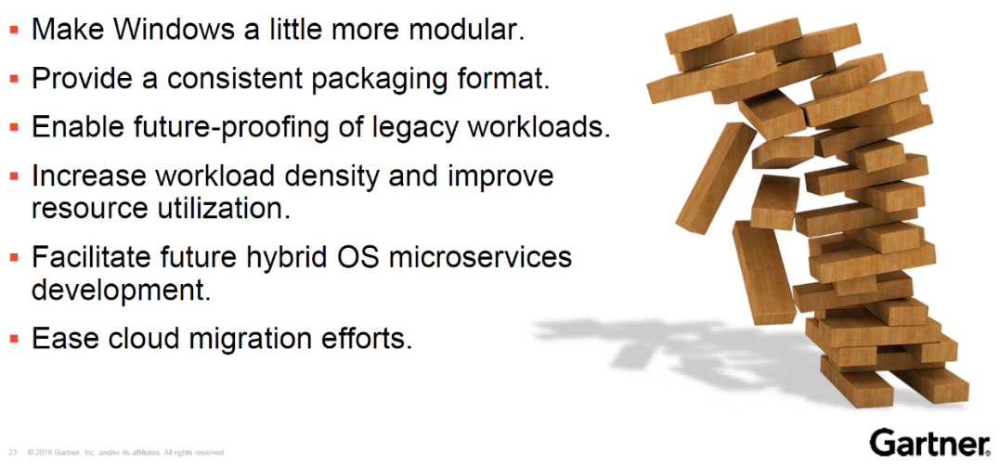 Make Windows a little more modular.
Provide a consistent packaging format.
Enable future-proofing of legacy workloads.
Increase workload density and improve
resource utilization.
Facilitate future hybrid OS microservices
development.
Ease cloud migration efforts.
23 © 2018 Gartner, Inc. and/or its affiliates. All rights reserved.
Gartner®